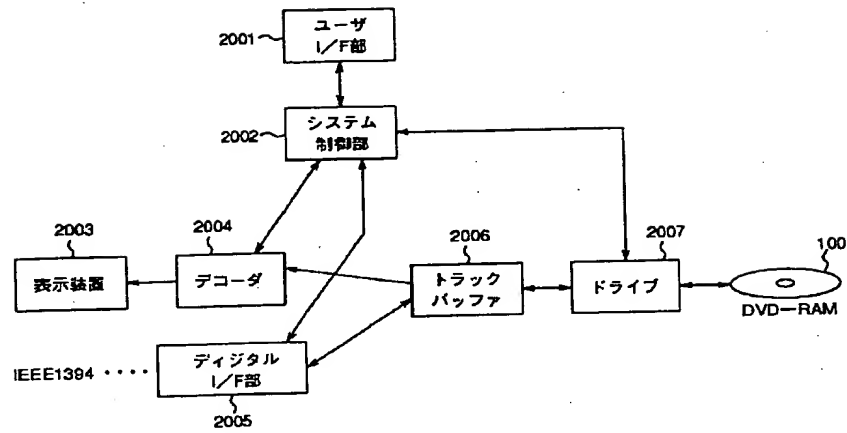 2001
ユーザ
I/F部
2002
システム
制御部
2003
表示装置
2004
デコーダ
2006
トラック
バッファ
2007
ドライブ
100
DVD-RAM
IEEE1394 ····
ディジタル
I/F部
2005